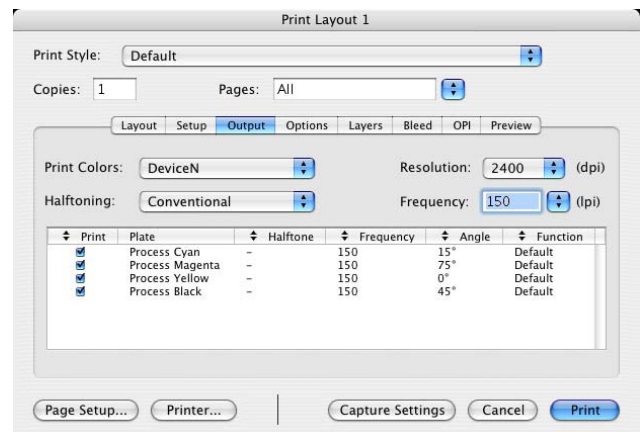 Print Layout 1
Print Style: Default
Copies: 1 Pages: All
Layout Setup Output Options Layers Bleed OPI Preview
Print Colors: DeviceN Resolution: 2400 (dpi)
Halftoning: Conventional Frequency: 150 (lpi)
Print Plate Halftone Frequency Angle Function
Process Cyan – 150 15° Default
Process Magenta – 150 75° Default
Process Yellow – 150 0° Default
Process Black – 150 45° Default
Page Setup... Printer... Capture Settings Cancel Print